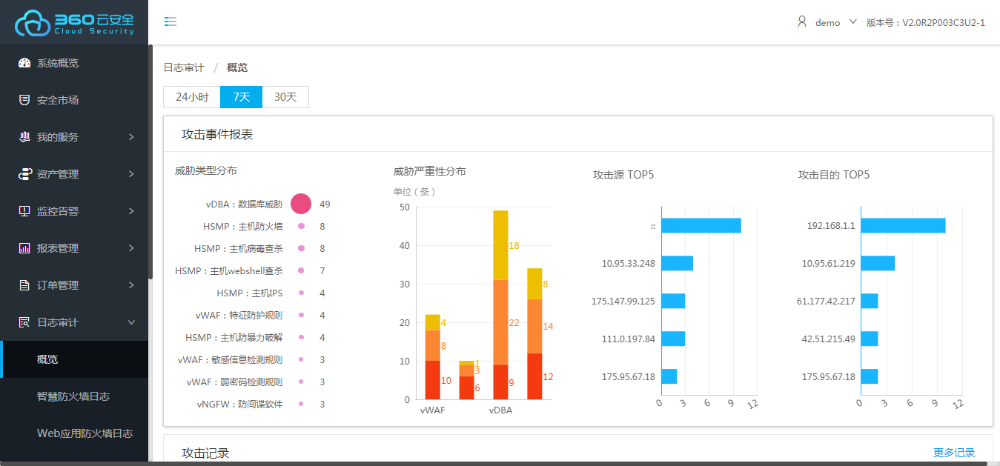 360云安全
Cloud Security
demo
版本号：V2.0R2P003C3U2-1
系统概览
安全市场
我的服务
资产管理
监控告警
报表管理
订单管理
日志审计
概览
智慧防火墙日志
Web应用防火墙日志
日志审计 / 概览
24小时 7天 30天
攻击事件报表
威胁类型分布
vDBA：数据库威胁 49
HSMP：主机防火墙 8
HSMP：主机病毒查杀 8
HSMP：主机webshell查杀 7
HSMP：主机IPS 4
vWAF：特征防护规则 4
HSMP：主机防暴力破解 4
vWAF：敏感信息检测规则 3
vWAF：弱密码检测规则 3
vNGFW：防间谍软件 3
威胁严重性分布
单位（条）
50
40
30
20
10
0
4
8
10
1
3
6
18
22
9
8
14
12
vWAF vDBA
攻击源 TOP5
::
10.95.33.248
175.147.99.125
111.0.197.84
175.95.67.18
0 3 6 9 12
攻击目的 TOP5
192.168.1.1
10.95.61.219
61.177.42.217
42.51.215.49
175.95.67.18
0 3 6 9 12
攻击记录
更多记录